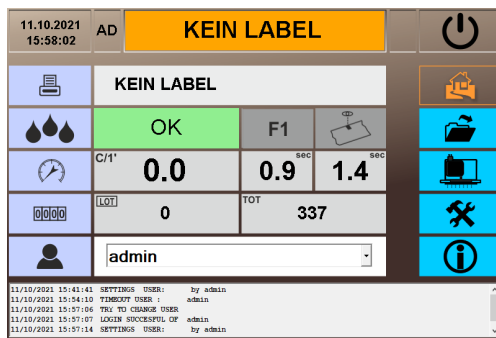 11.10.2021
15:58:02
AD
KEIN LABEL
KEIN LABEL
OK
F1
C/1'
0.0
0.9 sec
1.4 sec
0000
LOT
0
TOT
337
admin
11/10/2021 15:41:41 SETTINGS USER: by admin
11/10/2021 15:54:10 TIMEOUT USER : admin
11/10/2021 15:57:06 TRY TO CHANGE USER
11/10/2021 15:57:07 LOGIN SUCCESFUL OF admin
11/10/2021 15:57:14 SETTINGS USER: by admin